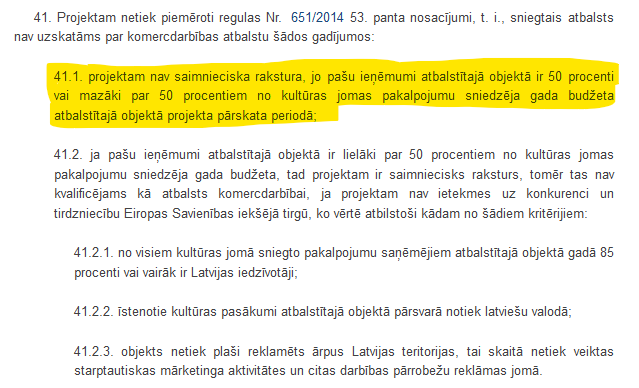 41. Projektam netiek piemēroti regulas Nr. 651/2014 53. panta nosacījumi, t. i., sniegtais atbalsts
nav uzskatāms par komercdarbības atbalstu šādos gadījumos:
41.1. projektam nav saimnieciska rakstura, jo pašu ieņēmumi atbalstītajā objektā ir 50 procenti
vai mazāki par 50 procentiem no kultūras jomas pakalpojumu sniedzēja gada budžeta
atbalstītajā objektā projekta pārskata periodā;
41.2. ja pašu ieņēmumi atbalstītajā objektā ir lielāki par 50 procentiem no kultūras jomas
pakalpojumu sniedzēja gada budžeta, tad projektam ir saimniecisks raksturs, tomēr tas nav
kvalificējams kā atbalsts komercdarbībai, ja projektam nav ietekmes uz konkurenci un
tirdzniecību Eiropas Savienības iekšējā tirgū, ko vērtē atbilstoši kādam no šādiem kritērijiem:
41.2.1. no visiem kultūras jomā sniegto pakalpojumu saņēmējiem atbalstītajā objektā gadā 85
procenti vai vairāk ir Latvijas iedzīvotāji;
41.2.2. īstenotie kultūras pasākumi atbalstītajā objektā pārsvarā notiek latviešu valodā;
41.2.3. objekts netiek plaši reklamēts ārpus Latvijas teritorijas, tai skaitā netiek veiktas
starptautiskas mārketinga aktivitātes un citas darbības pārrobežu reklāmas jomā.